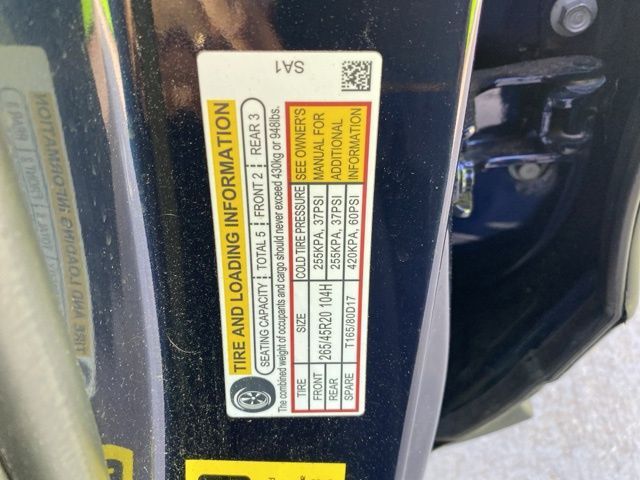 SA1
TIRE AND LOADING INFORMATION
SEATING CAPACITY | TOTAL 5 | FRONT 2 | REAR 3
The combined weight of occupants and cargo should never exceed 430kg or 948lbs.
TIRE SIZE COLD TIRE PRESSURE SEE OWNER'S
FRONT 265/45R20 104H 255KPA, 37PSI MANUAL FOR
REAR 255KPA, 37PSI ADDITIONAL
SPARE T165/80D17 420KPA, 60PSI INFORMATION